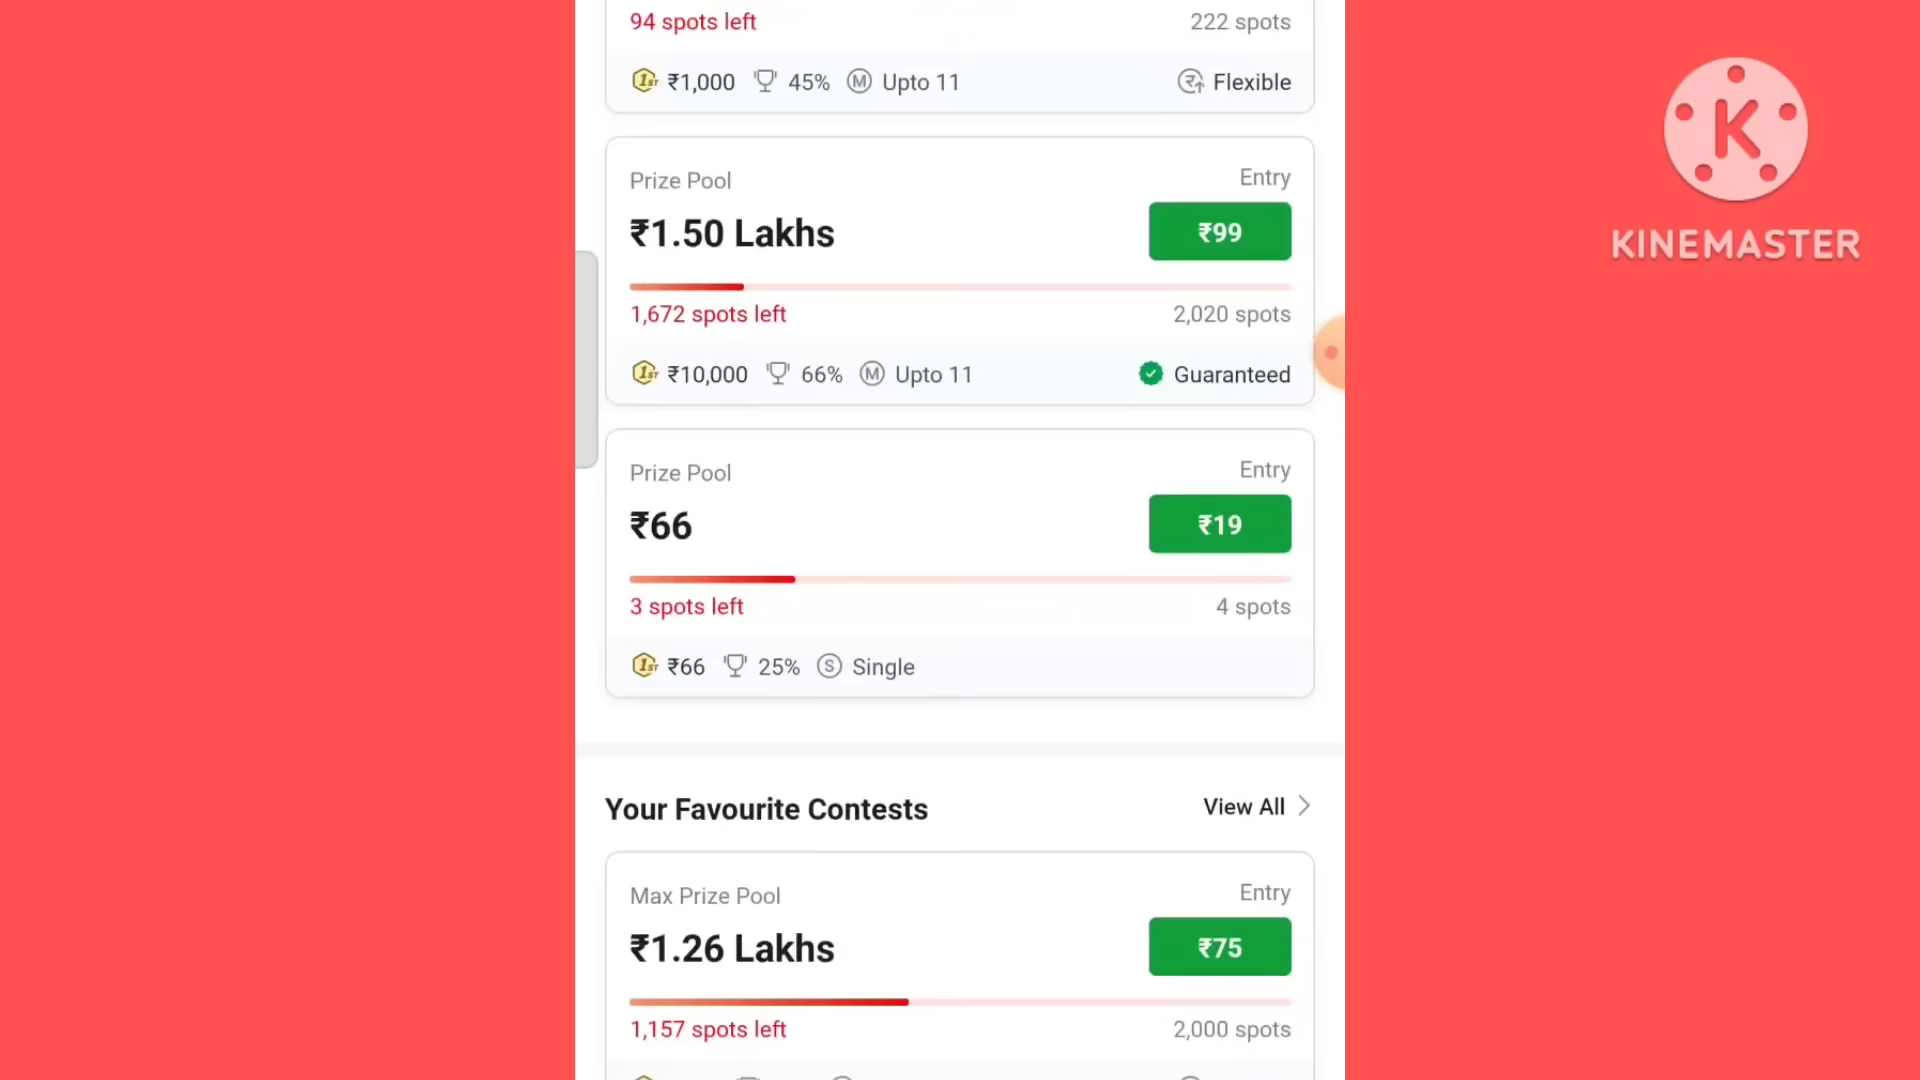 94 spots left 222 spots
1ST ₹1,000 45% M Upto 11 Flexible
Prize Pool Entry
₹1.50 Lakhs ₹99
1,672 spots left 2,020 spots
1ST ₹10,000 66% M Upto 11 Guaranteed
Prize Pool Entry
₹66 ₹19
3 spots left 4 spots
1ST ₹66 25% S Single
Your Favourite Contests View All
Max Prize Pool Entry
₹1.26 Lakhs ₹75
1,157 spots left 2,000 spots
K
KINEMASTER